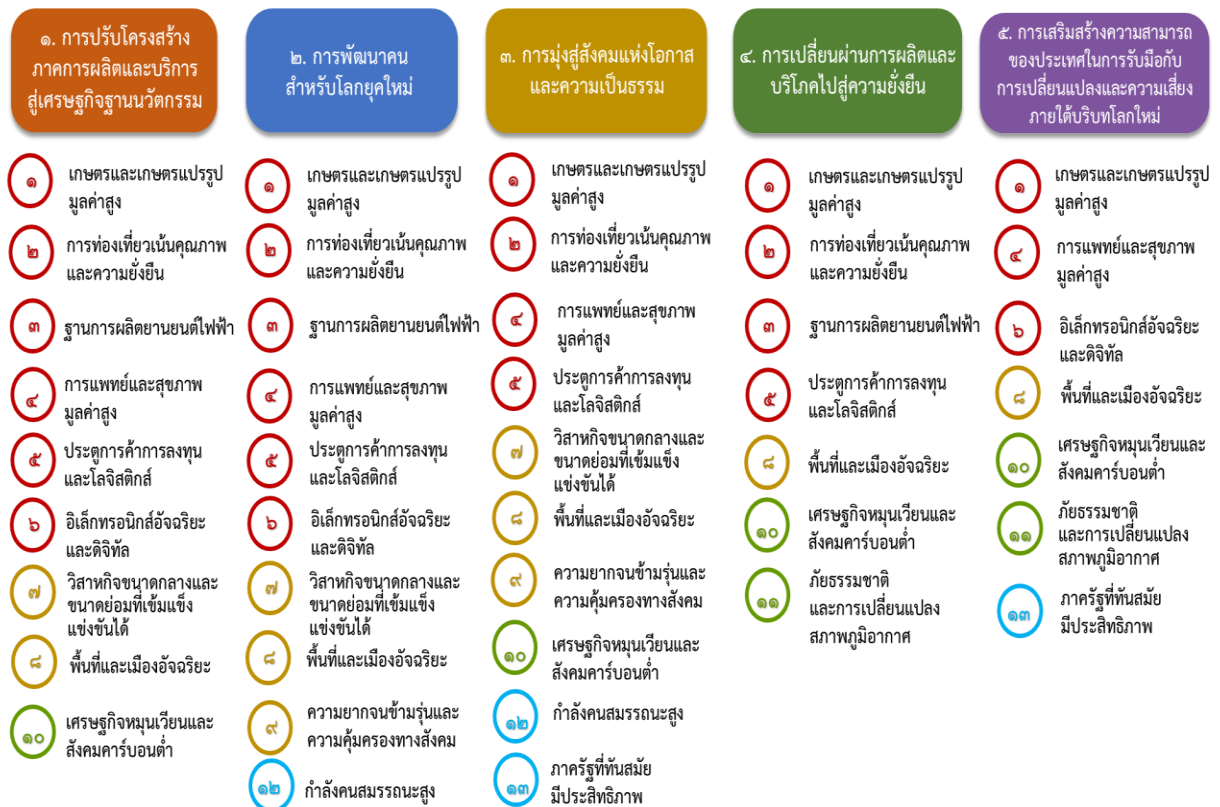 ๑. การปรับโครงสร้าง
ภาคการผลิตและบริการ
สู่เศรษฐกิจฐานนวัตกรรม
๑
เกษตรและเกษตรแปรรูป
มูลค่าสูง
๒
การท่องเที่ยวเน้นคุณภาพ
และความยั่งยืน
๓
ฐานการผลิตยานยนต์ไฟฟ้า
๔
การแพทย์และสุขภาพ
มูลค่าสูง
๕
ประตูการค้าการลงทุน
และโลจิสติกส์
๖
อิเล็กทรอนิกส์อัจฉริยะ
และดิจิทัล
๗
วิสาหกิจขนาดกลางและ
ขนาดย่อมที่เข้มแข็ง
แข่งขันได้
๘
พื้นที่และเมืองอัจฉริยะ
๑๐
เศรษฐกิจหมุนเวียนและ
สังคมคาร์บอนต่ำ
๒. การพัฒนาคน
สำหรับโลกยุคใหม่
๑
เกษตรและเกษตรแปรรูป
มูลค่าสูง
๒
การท่องเที่ยวเน้นคุณภาพ
และความยั่งยืน
๓
ฐานการผลิตยานยนต์ไฟฟ้า
๔
การแพทย์และสุขภาพ
มูลค่าสูง
๕
ประตูการค้าการลงทุน
และโลจิสติกส์
๖
อิเล็กทรอนิกส์อัจฉริยะ
และดิจิทัล
๗
วิสาหกิจขนาดกลางและ
ขนาดย่อมที่เข้มแข็ง
แข่งขันได้
๘
พื้นที่และเมืองอัจฉริยะ
๙
ความยากจนข้ามรุ่นและ
ความคุ้มครองทางสังคม
๑๒
กำลังคนสมรรถนะสูง
๓. การมุ่งสู่สังคมแห่งโอกาส
และความเป็นธรรม
๑
เกษตรและเกษตรแปรรูป
มูลค่าสูง
๒
การท่องเที่ยวเน้นคุณภาพ
และความยั่งยืน
๔
การแพทย์และสุขภาพ
มูลค่าสูง
๕
ประตูการค้าการลงทุน
และโลจิสติกส์
๗
วิสาหกิจขนาดกลางและ
ขนาดย่อมที่เข้มแข็ง
แข่งขันได้
๘
พื้นที่และเมืองอัจฉริยะ
๙
ความยากจนข้ามรุ่นและ
ความคุ้มครองทางสังคม
๑๐
เศรษฐกิจหมุนเวียนและ
สังคมคาร์บอนต่ำ
๑๒
กำลังคนสมรรถนะสูง
๑๓
ภาครัฐที่ทันสมัย
มีประสิทธิภาพ
๔. การเปลี่ยนผ่านการผลิตและ
บริโภคไปสู่ความยั่งยืน
๑
เกษตรและเกษตรแปรรูป
มูลค่าสูง
๒
การท่องเที่ยวเน้นคุณภาพ
และความยั่งยืน
๓
ฐานการผลิตยานยนต์ไฟฟ้า
๕
ประตูการค้าการลงทุน
และโลจิสติกส์
๘
พื้นที่และเมืองอัจฉริยะ
๑๐
เศรษฐกิจหมุนเวียนและ
สังคมคาร์บอนต่ำ
๑๑
ภัยธรรมชาติ
และการเปลี่ยนแปลง
สภาพภูมิอากาศ
๕. การเสริมสร้างความสามารถ
ของประเทศในการรับมือกับ
การเปลี่ยนแปลงและความเสี่ยง
ภายใต้บริบทโลกใหม่
๑
เกษตรและเกษตรแปรรูป
มูลค่าสูง
๔
การแพทย์และสุขภาพ
มูลค่าสูง
๖
อิเล็กทรอนิกส์อัจฉริยะ
และดิจิทัล
๘
พื้นที่และเมืองอัจฉริยะ
๑๐
เศรษฐกิจหมุนเวียนและ
สังคมคาร์บอนต่ำ
๑๑
ภัยธรรมชาติ
และการเปลี่ยนแปลง
สภาพภูมิอากาศ
๑๓
ภาครัฐที่ทันสมัย
มีประสิทธิภาพ